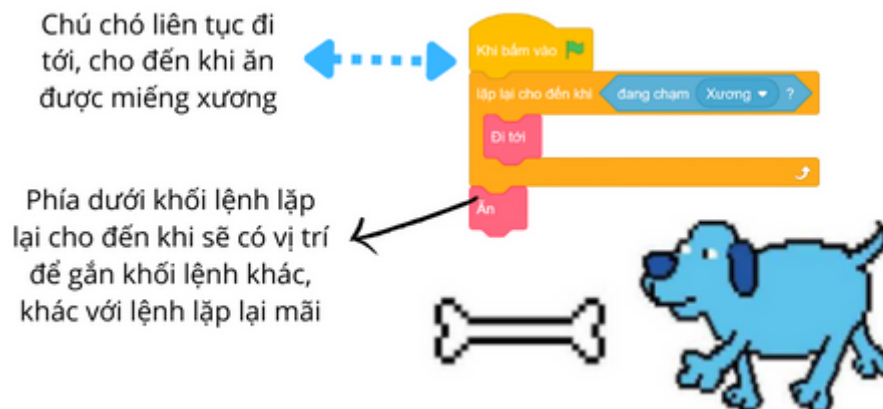 Chú chó liên tục đi
tới, cho đến khi ăn
được miếng xương
Khi bấm vào
lặp lại cho đến khi đang chạm Xương ?
Đi tới
Ăn
Phía dưới khối lệnh lặp
lại cho đến khi sẽ có vị trí
để gắn khối lệnh khác,
khác với lệnh lặp lại mãi